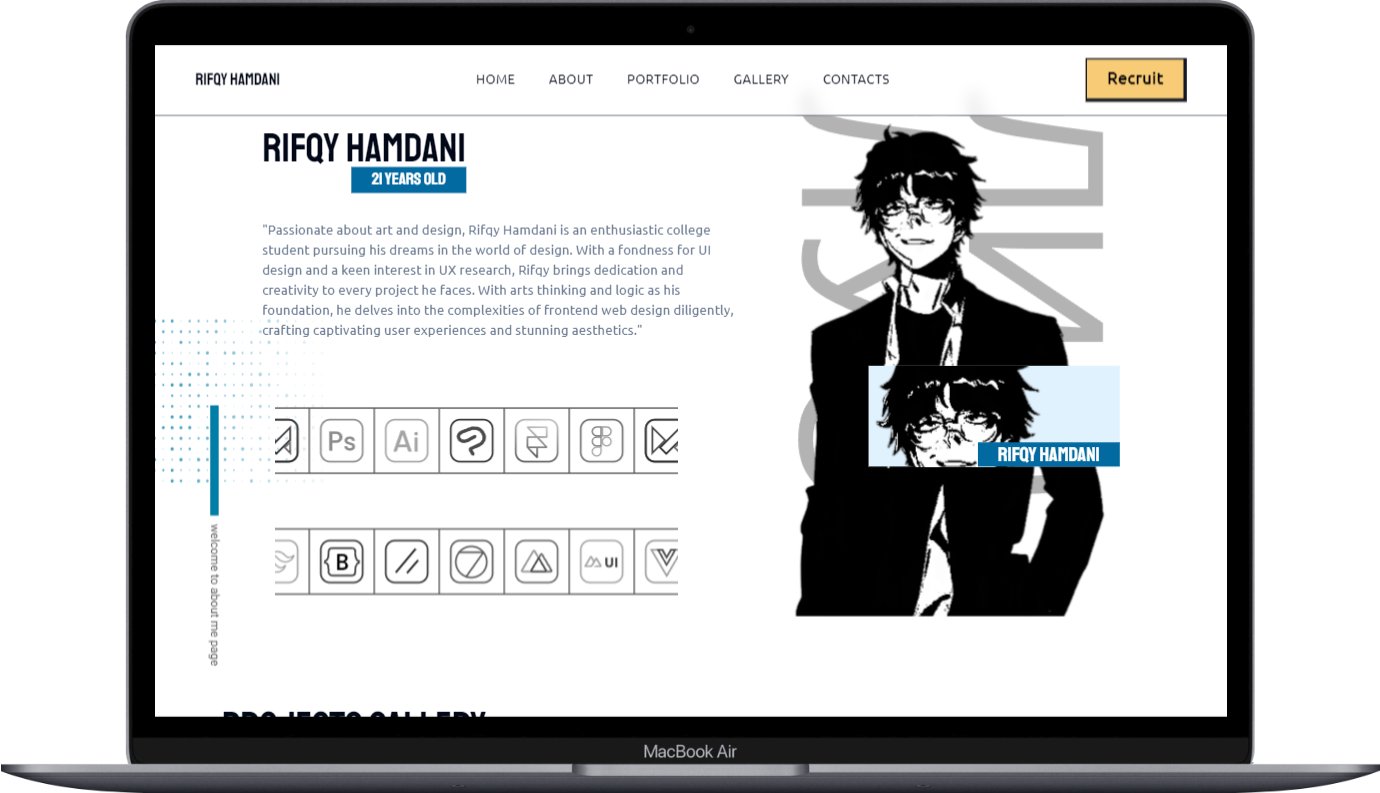 RIFQY HAMDANI
HOME ABOUT PORTFOLIO GALLERY CONTACTS
Recruit
RIFQY HAMDANI
21 YEARS OLD
"Passionate about art and design, Rifqy Hamdani is an enthusiastic college
student pursuing his dreams in the world of design. With a fondness for UI
design and a keen interest in UX research, Rifqy brings dedication and
creativity to every project he faces. With arts thinking and logic as his
foundation, he delves into the complexities of frontend web design diligently,
crafting captivating user experiences and stunning aesthetics."
Ps Ai
B UI
welcome to about me page
RIFQY HAMDANI
PROJECTS GALLERY
MacBook Air